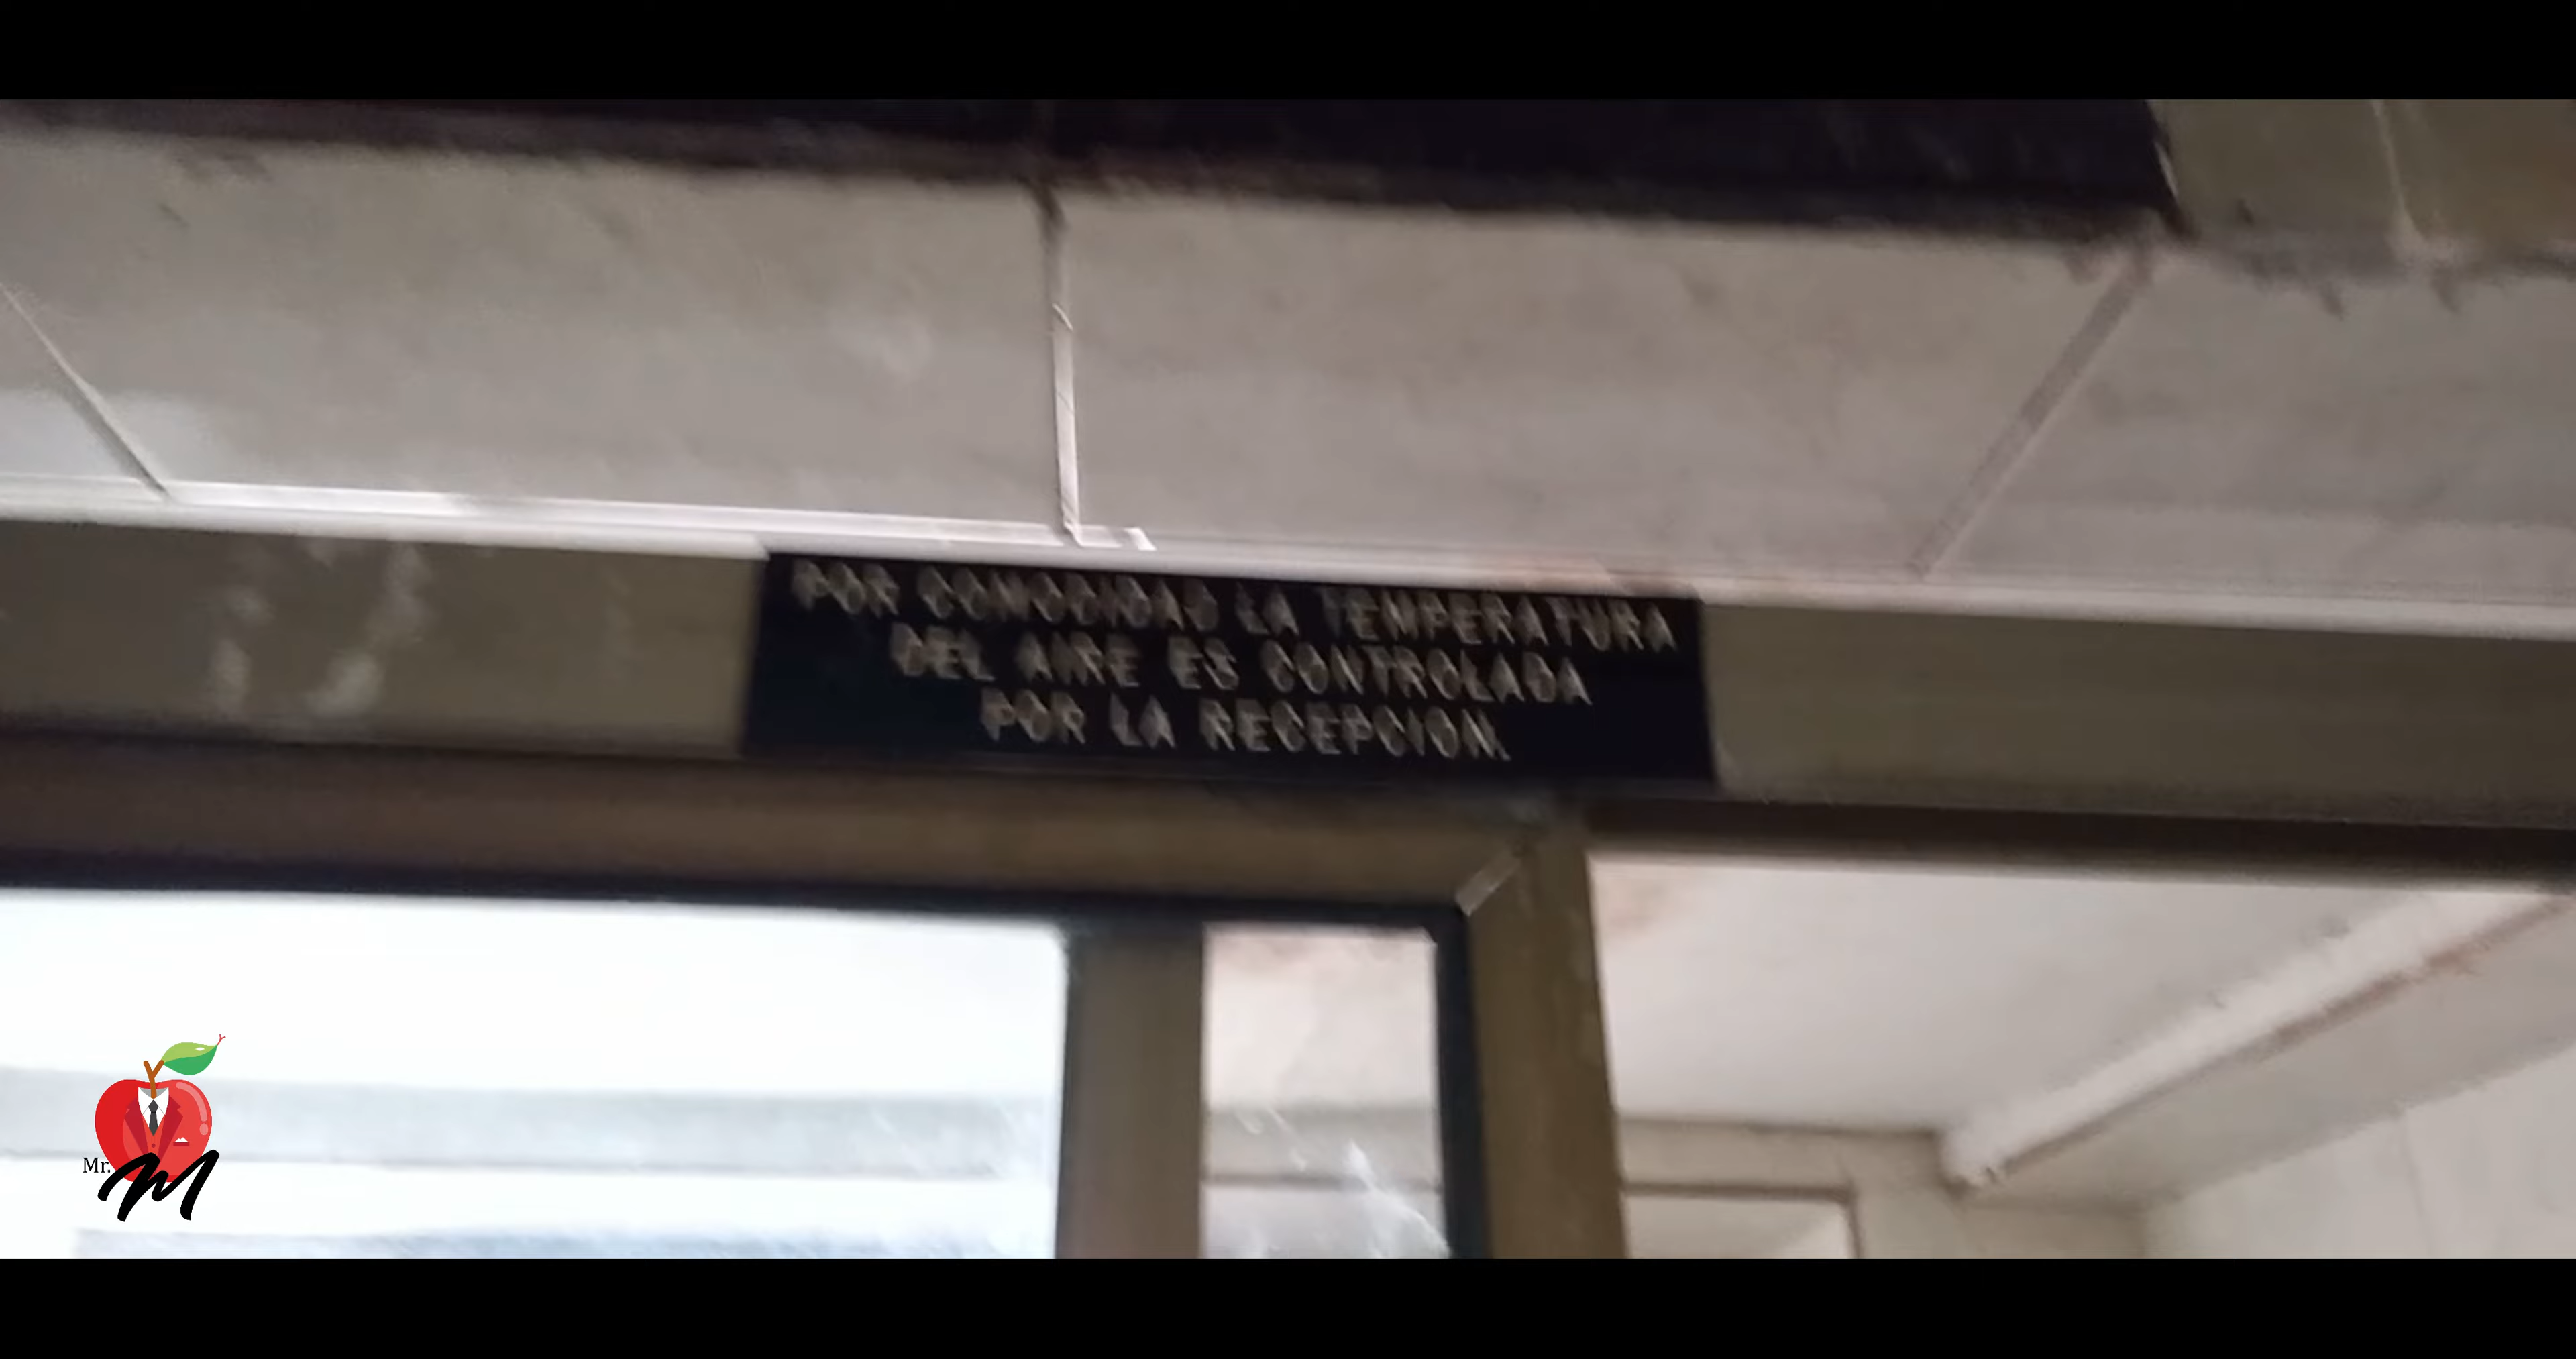 POR COMODIDAD LA TEMPERATURA
DEL AIRE ES CONTROLADA
POR LA RECEPCION.
Mr.
M